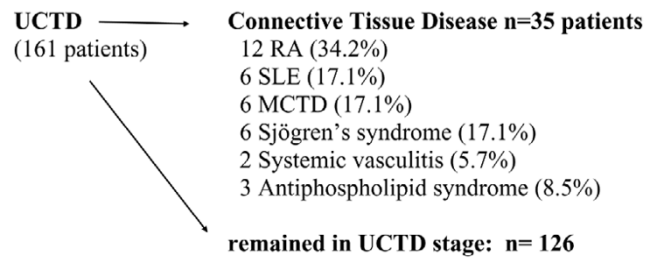 UCTD
(161 patients)
Connective Tissue Disease n=35 patients
12 RA (34.2%)
6 SLE (17.1%)
6 MCTD (17.1%)
6 Sjögren's syndrome (17.1%)
2 Systemic vasculitis (5.7%)
3 Antiphospholipid syndrome (8.5%)
remained in UCTD stage: n= 126